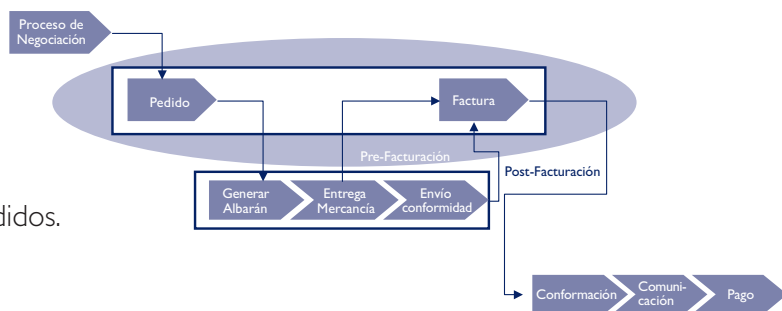 Proceso de
Negociación
Pedido
Factura
Pre-Facturación
Post-Facturación
Generar
Albarán
Entrega
Mercancía
Envío
conformidad
didos.
Conformación
Comuni-
cación
Pago